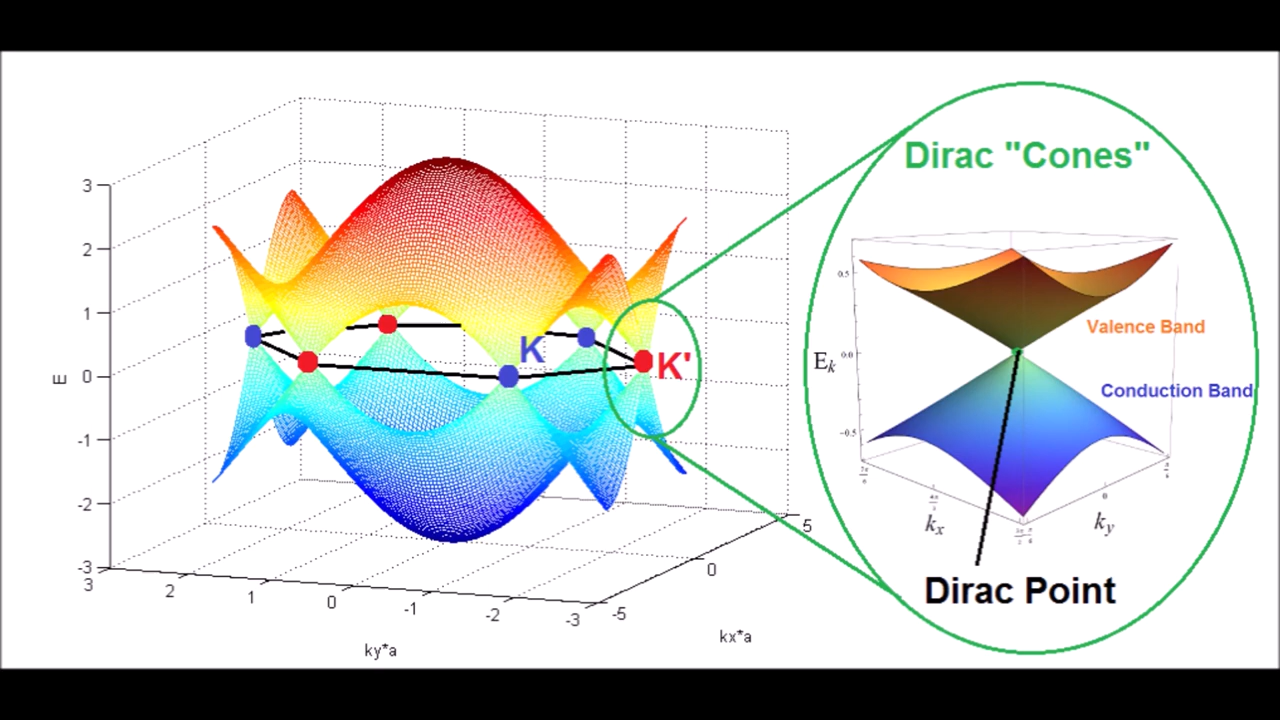 Dirac "Cones"
3
2
1
0
-1
-2
-3
E
3
2
1
0
-1
-2
-3
ky*a
-5
0
5
kx*a
K
K'
0.5
0.0
-0.5
Ek
Valence Band
Conduction Band
kx
0
ky
Dirac Point